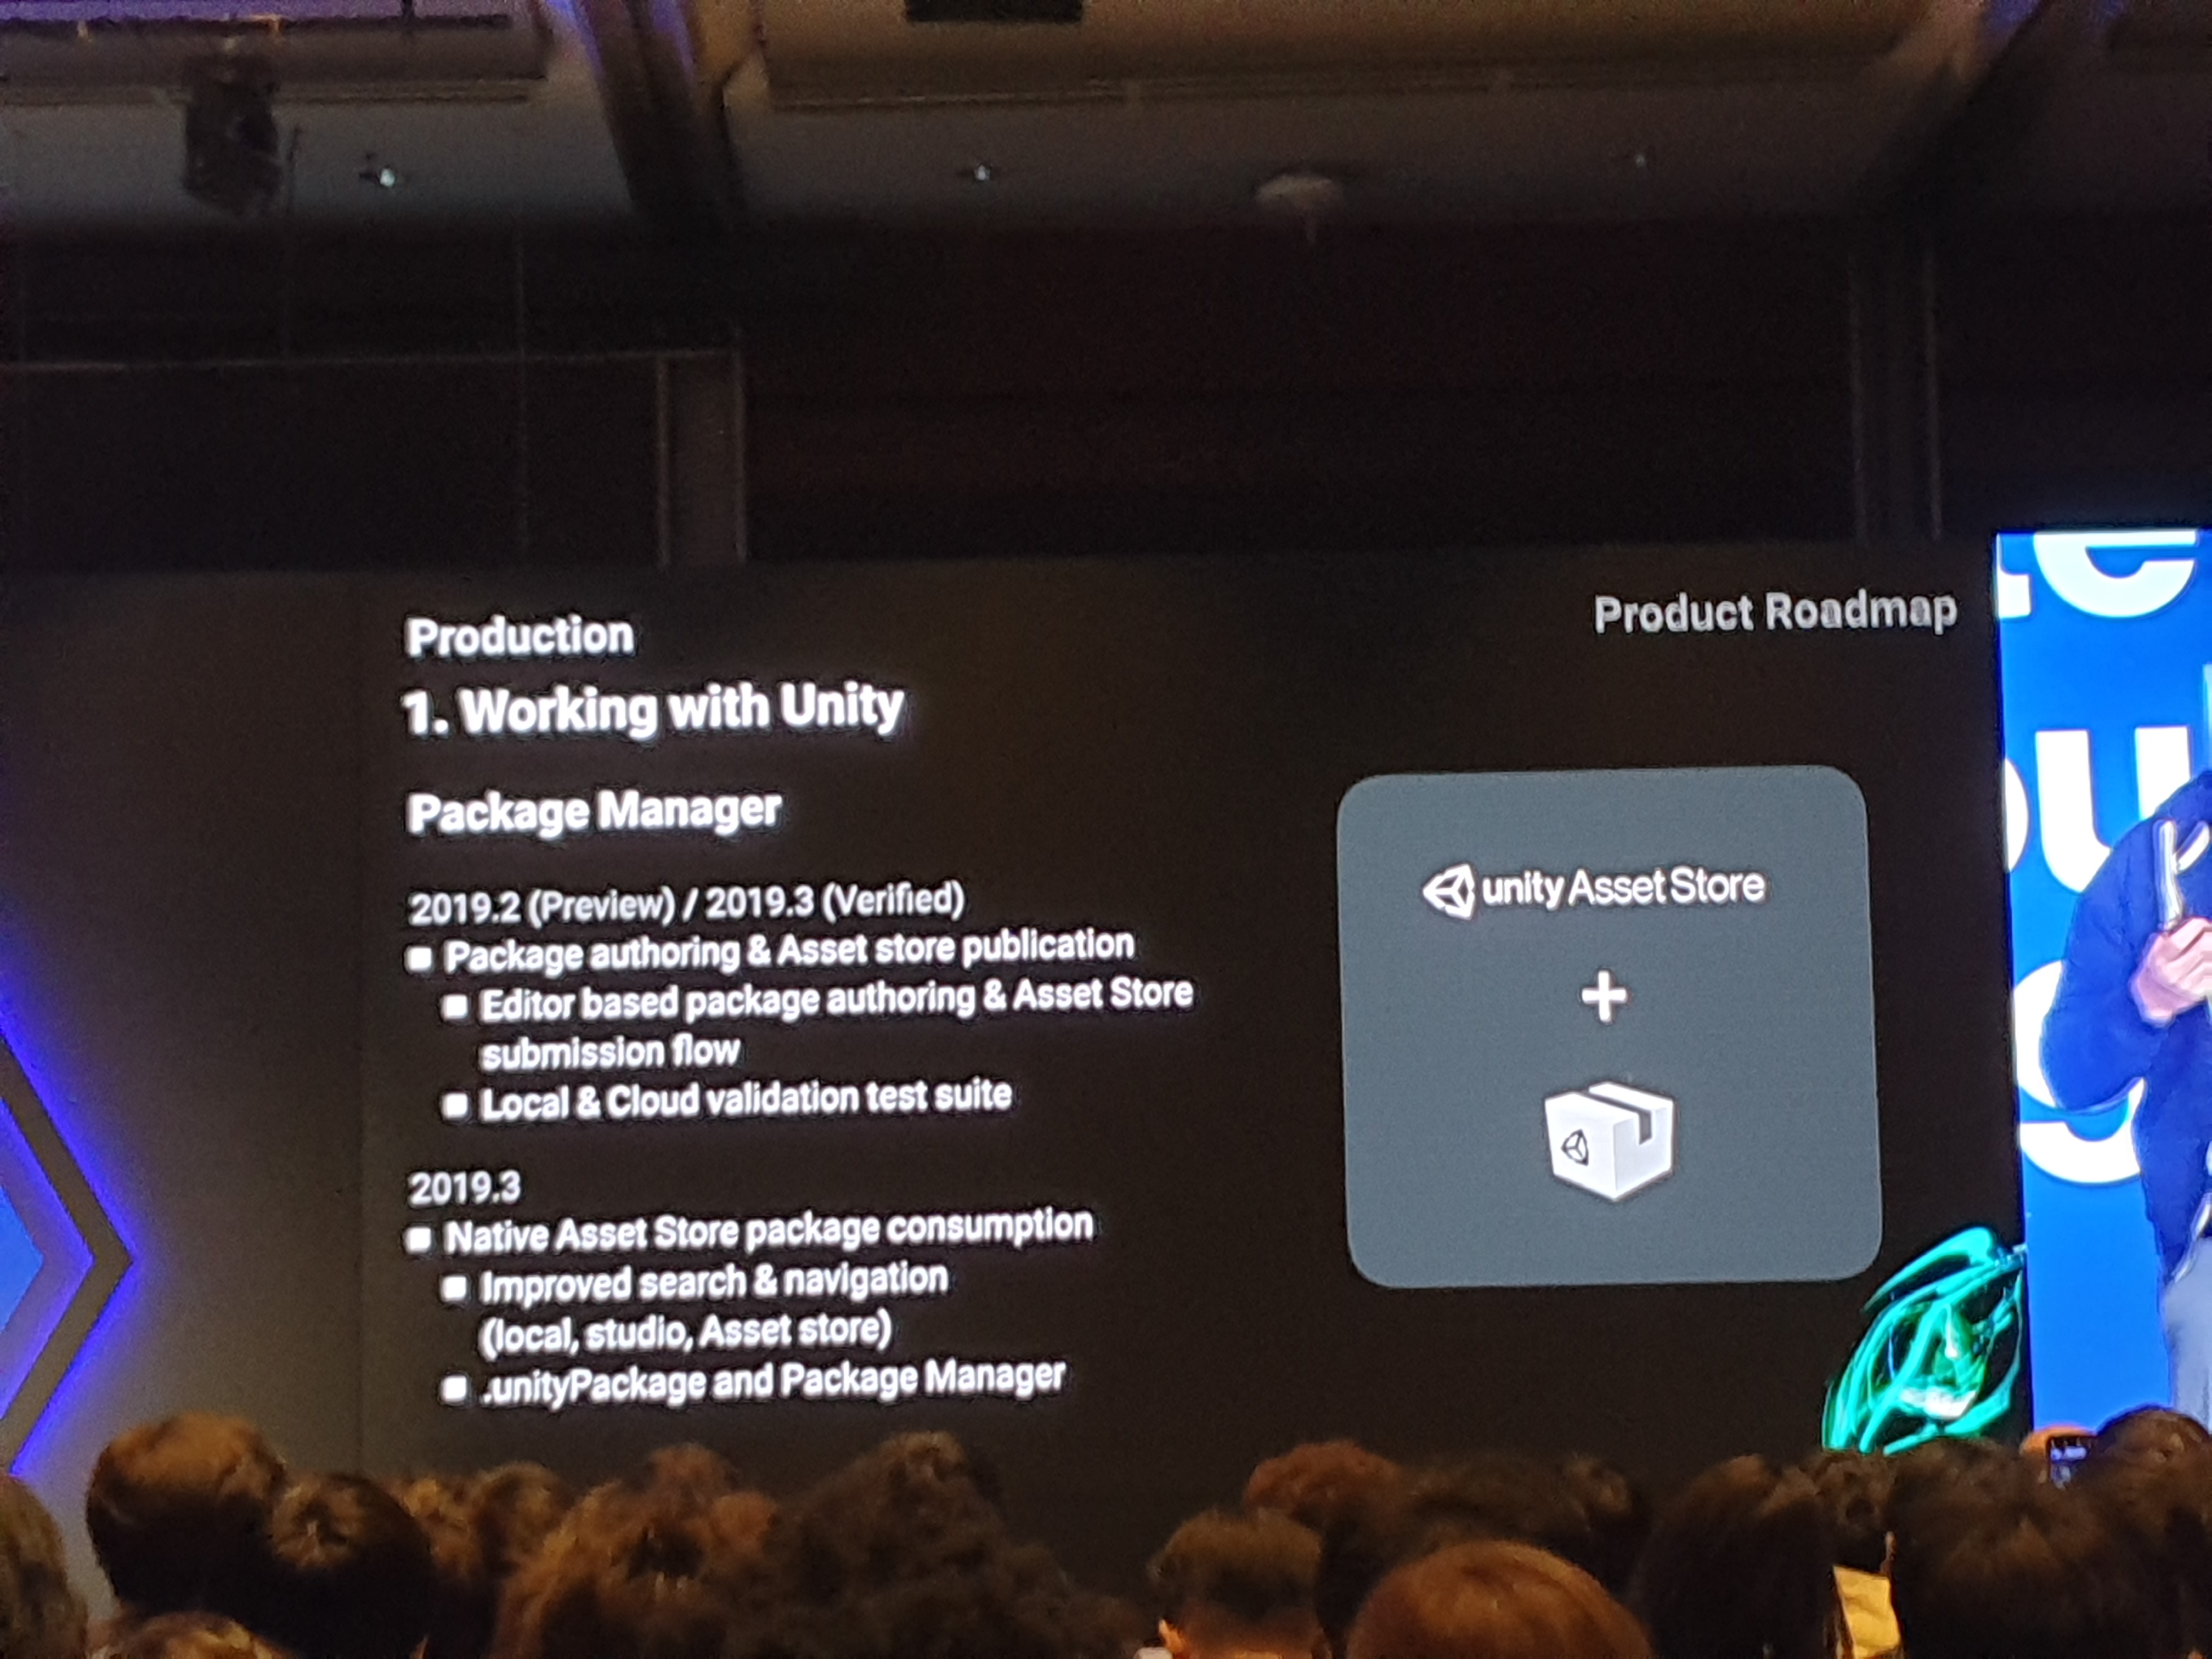 Product Roadmap
Production
1. Working with Unity
Package Manager
2019.2 (Preview) / 2019.3 (Verified)
Package authoring & Asset store publication
Editor based package authoring & Asset Store
submission flow
Local & Cloud validation test suite
2019.3
Native Asset Store package consumption
Improved search & navigation
(local, studio, Asset store)
.unityPackage and Package Manager
unity Asset Store
+